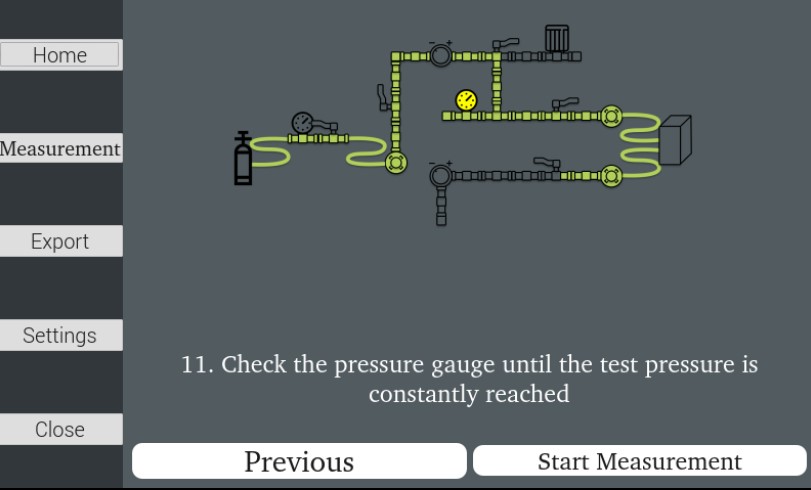 Home
Measurement
Export
Settings
Close
- +
- +
11. Check the pressure gauge until the test pressure is
constantly reached
Previous
Start Measurement